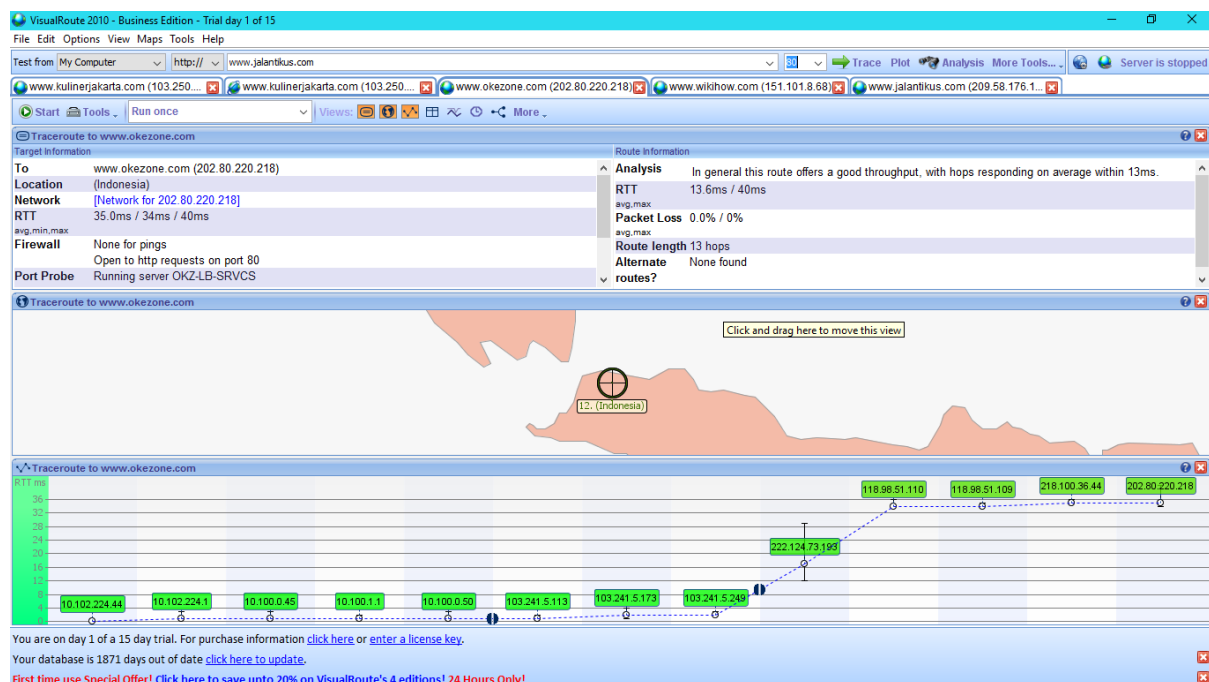 VisualRoute 2010 - Business Edition - Trial day 1 of 15
File Edit Options View Maps Tools Help
Test from My Computer http:// www.jalantikus.com 80 Trace Plot Analysis More Tools... Server is stopped
www.kulinerjakarta.com (103.250.... www.kulinerjakarta.com (103.250.... www.okezone.com (202.80.220.218) www.wikihow.com (151.101.8.68) www.jalantikus.com (209.58.176.1...
Start Tools Run once Views: More
Traceroute to www.okezone.com
Target Information Route Information
To www.okezone.com (202.80.220.218)
Location (Indonesia)
Network [Network for 202.80.220.218]
RTT 35.0ms / 34ms / 40ms
avg,min,max
Firewall None for pings
Open to http requests on port 80
Port Probe Running server OKZ-LB-SRVCS
Analysis In general this route offers a good throughput, with hops responding on average within 13ms.
RTT 13.6ms / 40ms
avg,max
Packet Loss 0.0% / 0%
avg,max
Route length 13 hops
Alternate None found
routes?
Traceroute to www.okezone.com
Click and drag here to move this view
12. (Indonesia)
Traceroute to www.okezone.com
RTT ms
36
32
28
24
20
16
12
8
4
0
10.102.224.44
10.102.224.1
10.100.0.45
10.100.1.1
10.100.0.50
103.241.5.113
103.241.5.173
103.241.5.249
222.124.73.193
118.98.51.110
118.98.51.109
218.100.36.44
202.80.220.218
You are on day 1 of a 15 day trial. For purchase information click here or enter a license key.
Your database is 1871 days out of date click here to update.
First time use Special Offer! Click here to save upto 20% on VisualRoute's 4 editions! 24 Hours Only!